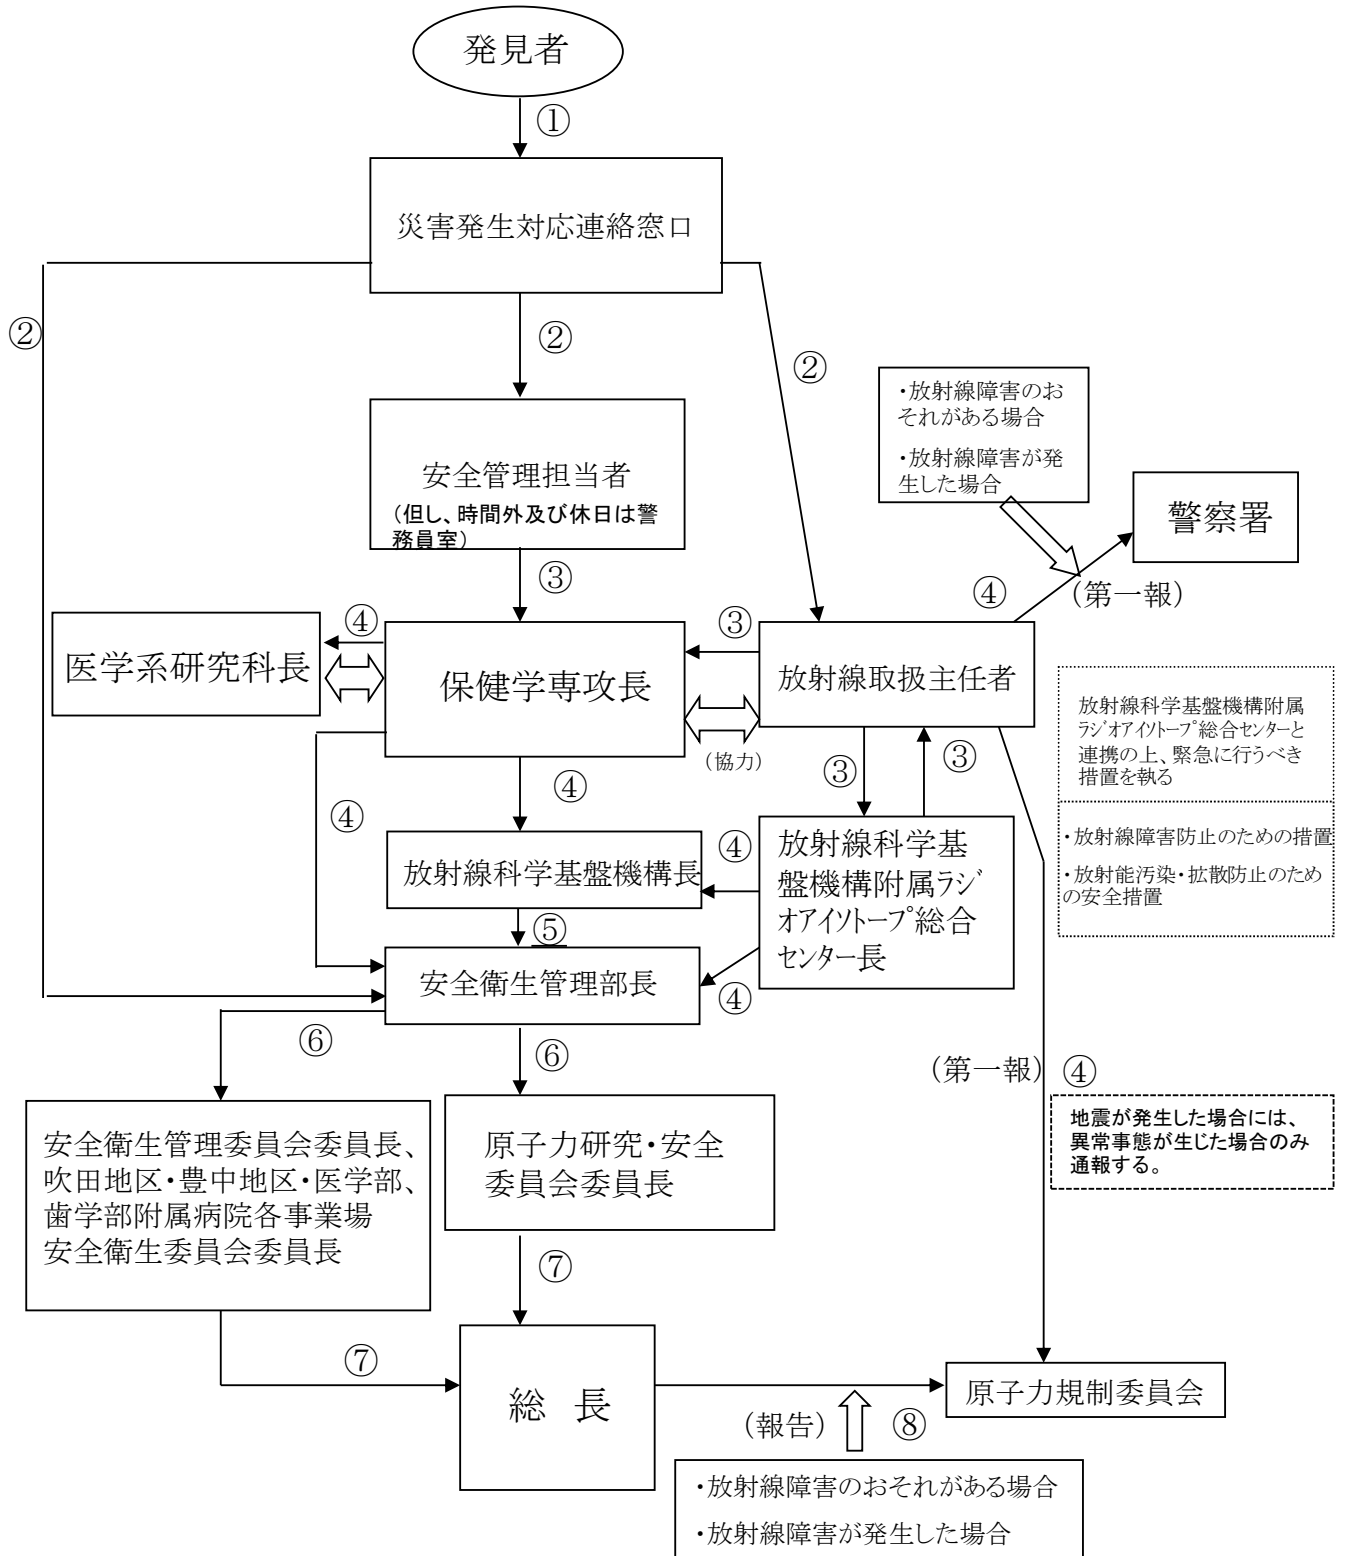 発見者
①
災害発生対応連絡窓口
②
②
②
・放射線障害のお
それがある場合
・放射線障害が発
生した場合
安全管理担当者
（但し、時間外及び休日は警
務員室）
警察署
③
④
（第一報）
医学系研究科長
④
保健学専攻長
③
放射線取扱主任者
（協力）
放射線科学基盤機構附属
ﾗｼﾞｵｱｲｿﾄｰﾌﾟ総合センターと
連携の上、緊急に行うべき
措置を執る
③
③
④
④
・放射線障害防止のための措置
・放射能汚染・拡散防止のため
の安全措置
放射線科学基盤機構長
④
放射線科学基
盤機構附属ﾗｼﾞ
ｵｱｲｿﾄｰﾌﾟ総合
ｾﾝﾀｰ長
⑤
安全衛生管理部長
④
⑥
⑥
（第一報）
④
地震が発生した場合には、
異常事態が生じた場合のみ
通報する。
安全衛生管理委員会委員長、
吹田地区・豊中地区・医学部、
歯学部附属病院各事業場
安全衛生委員会委員長
原子力研究・安全
委員会委員長
⑦
⑦
総 長
原子力規制委員会
（報告）
⑧
・放射線障害のおそれがある場合
・放射線障害が発生した場合